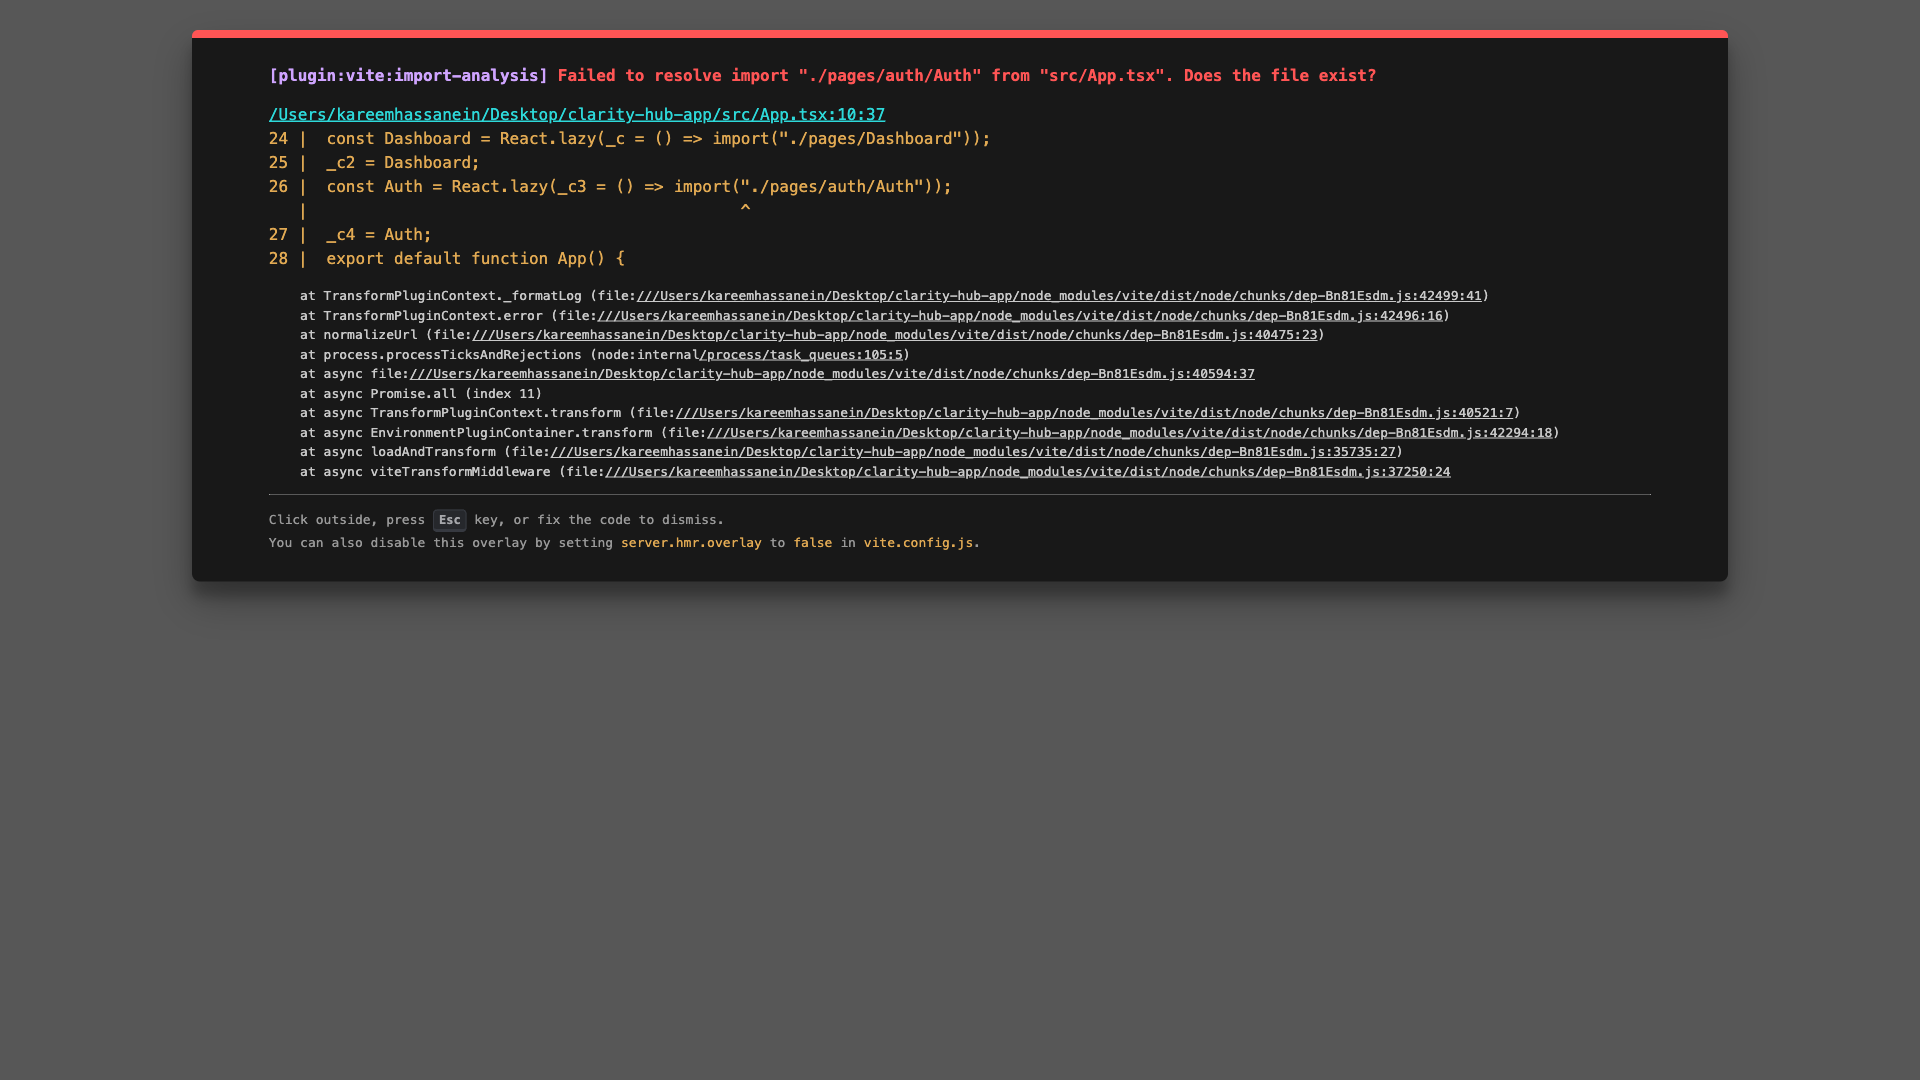 [plugin:vite:import-analysis] Failed to resolve import "./pages/auth/Auth" from "src/App.tsx". Does the file exist?
/Users/kareemhassanein/Desktop/clarity-hub-app/src/App.tsx:10:37
24 |  const Dashboard = React.lazy(_c = () => import("./pages/Dashboard"));
25 |  _c2 = Dashboard;
26 |  const Auth = React.lazy(_c3 = () => import("./pages/auth/Auth"));
   |                                             ^
27 |  _c4 = Auth;
28 |  export default function App() {
    at TransformPluginContext._formatLog (file:///Users/kareemhassanein/Desktop/clarity-hub-app/node_modules/vite/dist/node/chunks/dep-Bn81Esdm.js:42499:41)
    at TransformPluginContext.error (file:///Users/kareemhassanein/Desktop/clarity-hub-app/node_modules/vite/dist/node/chunks/dep-Bn81Esdm.js:42496:16)
    at normalizeUrl (file:///Users/kareemhassanein/Desktop/clarity-hub-app/node_modules/vite/dist/node/chunks/dep-Bn81Esdm.js:40475:23)
    at process.processTicksAndRejections (node:internal/process/task_queues:105:5)
    at async file:///Users/kareemhassanein/Desktop/clarity-hub-app/node_modules/vite/dist/node/chunks/dep-Bn81Esdm.js:40594:37
    at async Promise.all (index 11)
    at async TransformPluginContext.transform (file:///Users/kareemhassanein/Desktop/clarity-hub-app/node_modules/vite/dist/node/chunks/dep-Bn81Esdm.js:40521:7)
    at async EnvironmentPluginContainer.transform (file:///Users/kareemhassanein/Desktop/clarity-hub-app/node_modules/vite/dist/node/chunks/dep-Bn81Esdm.js:42294:18)
    at async loadAndTransform (file:///Users/kareemhassanein/Desktop/clarity-hub-app/node_modules/vite/dist/node/chunks/dep-Bn81Esdm.js:35735:27)
    at async viteTransformMiddleware (file:///Users/kareemhassanein/Desktop/clarity-hub-app/node_modules/vite/dist/node/chunks/dep-Bn81Esdm.js:37250:24
Click outside, press Esc key, or fix the code to dismiss.
You can also disable this overlay by setting server.hmr.overlay to false in vite.config.js.